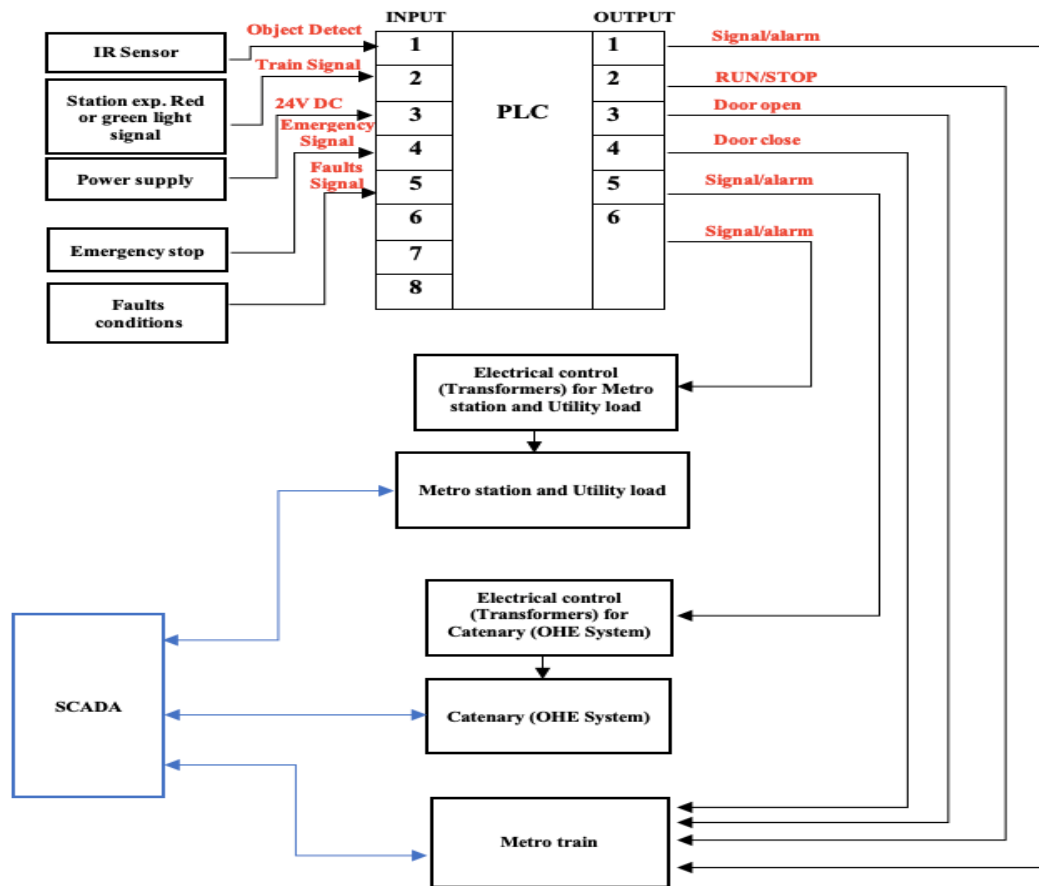 INPUT
OUTPUT
IR Sensor
Object Detect
1
1
Signal/alarm
Station exp. Red
or green light
signal
Train Signal
2
2
RUN/STOP
24V DC
3
PLC
3
Door open
Power supply
Emergency
Signal
4
4
Door close
Faults
Signal
5
5
Signal/alarm
6
6
Signal/alarm
Emergency stop
7
Faults
conditions
8
Electrical control
(Transformers) for Metro
station and Utility load
Metro station and Utility load
Electrical control
(Transformers) for
Catenary (OHE System)
SCADA
Catenary (OHE System)
Metro train